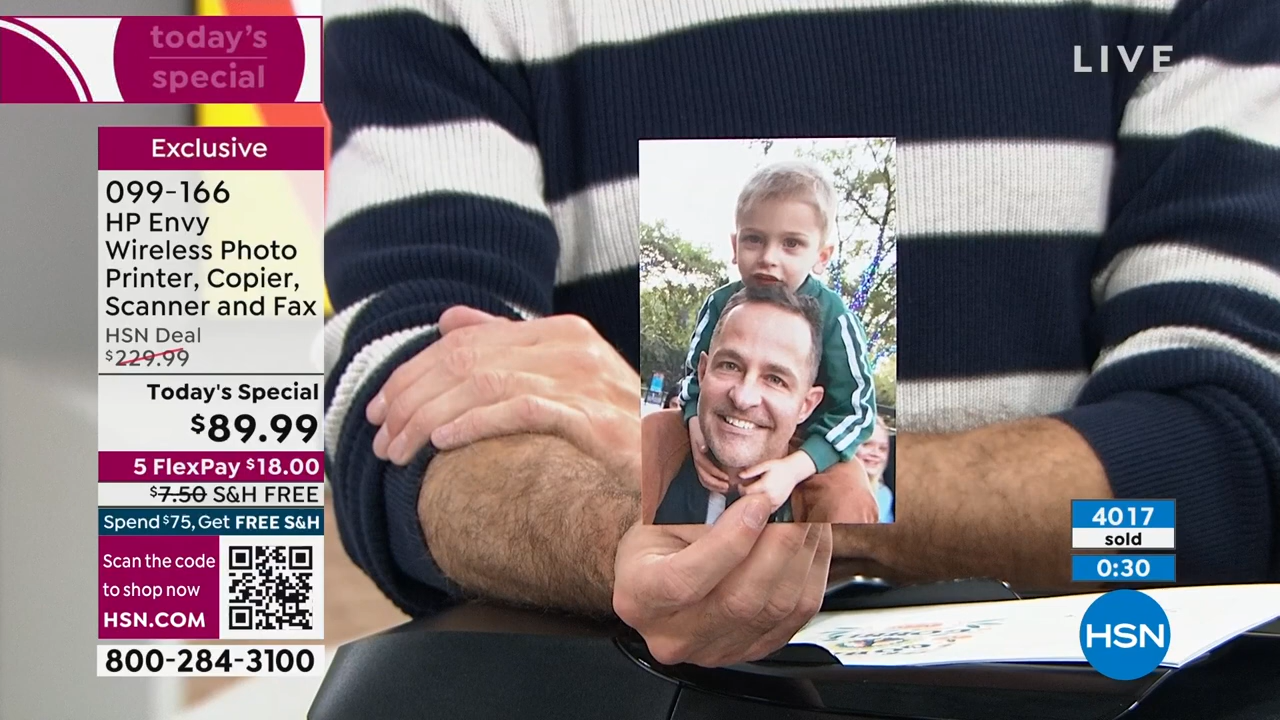 today's
special
LIVE
Exclusive
099-166
HP Envy
Wireless Photo
Printer, Copier,
Scanner and Fax
HSN Deal
$229.99
Today's Special
$89.99
5 FlexPay $18.00
$7.50 S&H FREE
Spend $75, Get FREE S&H
Scan the code
to shop now
HSN.COM
800-284-3100
4017
sold
0:30
HSN